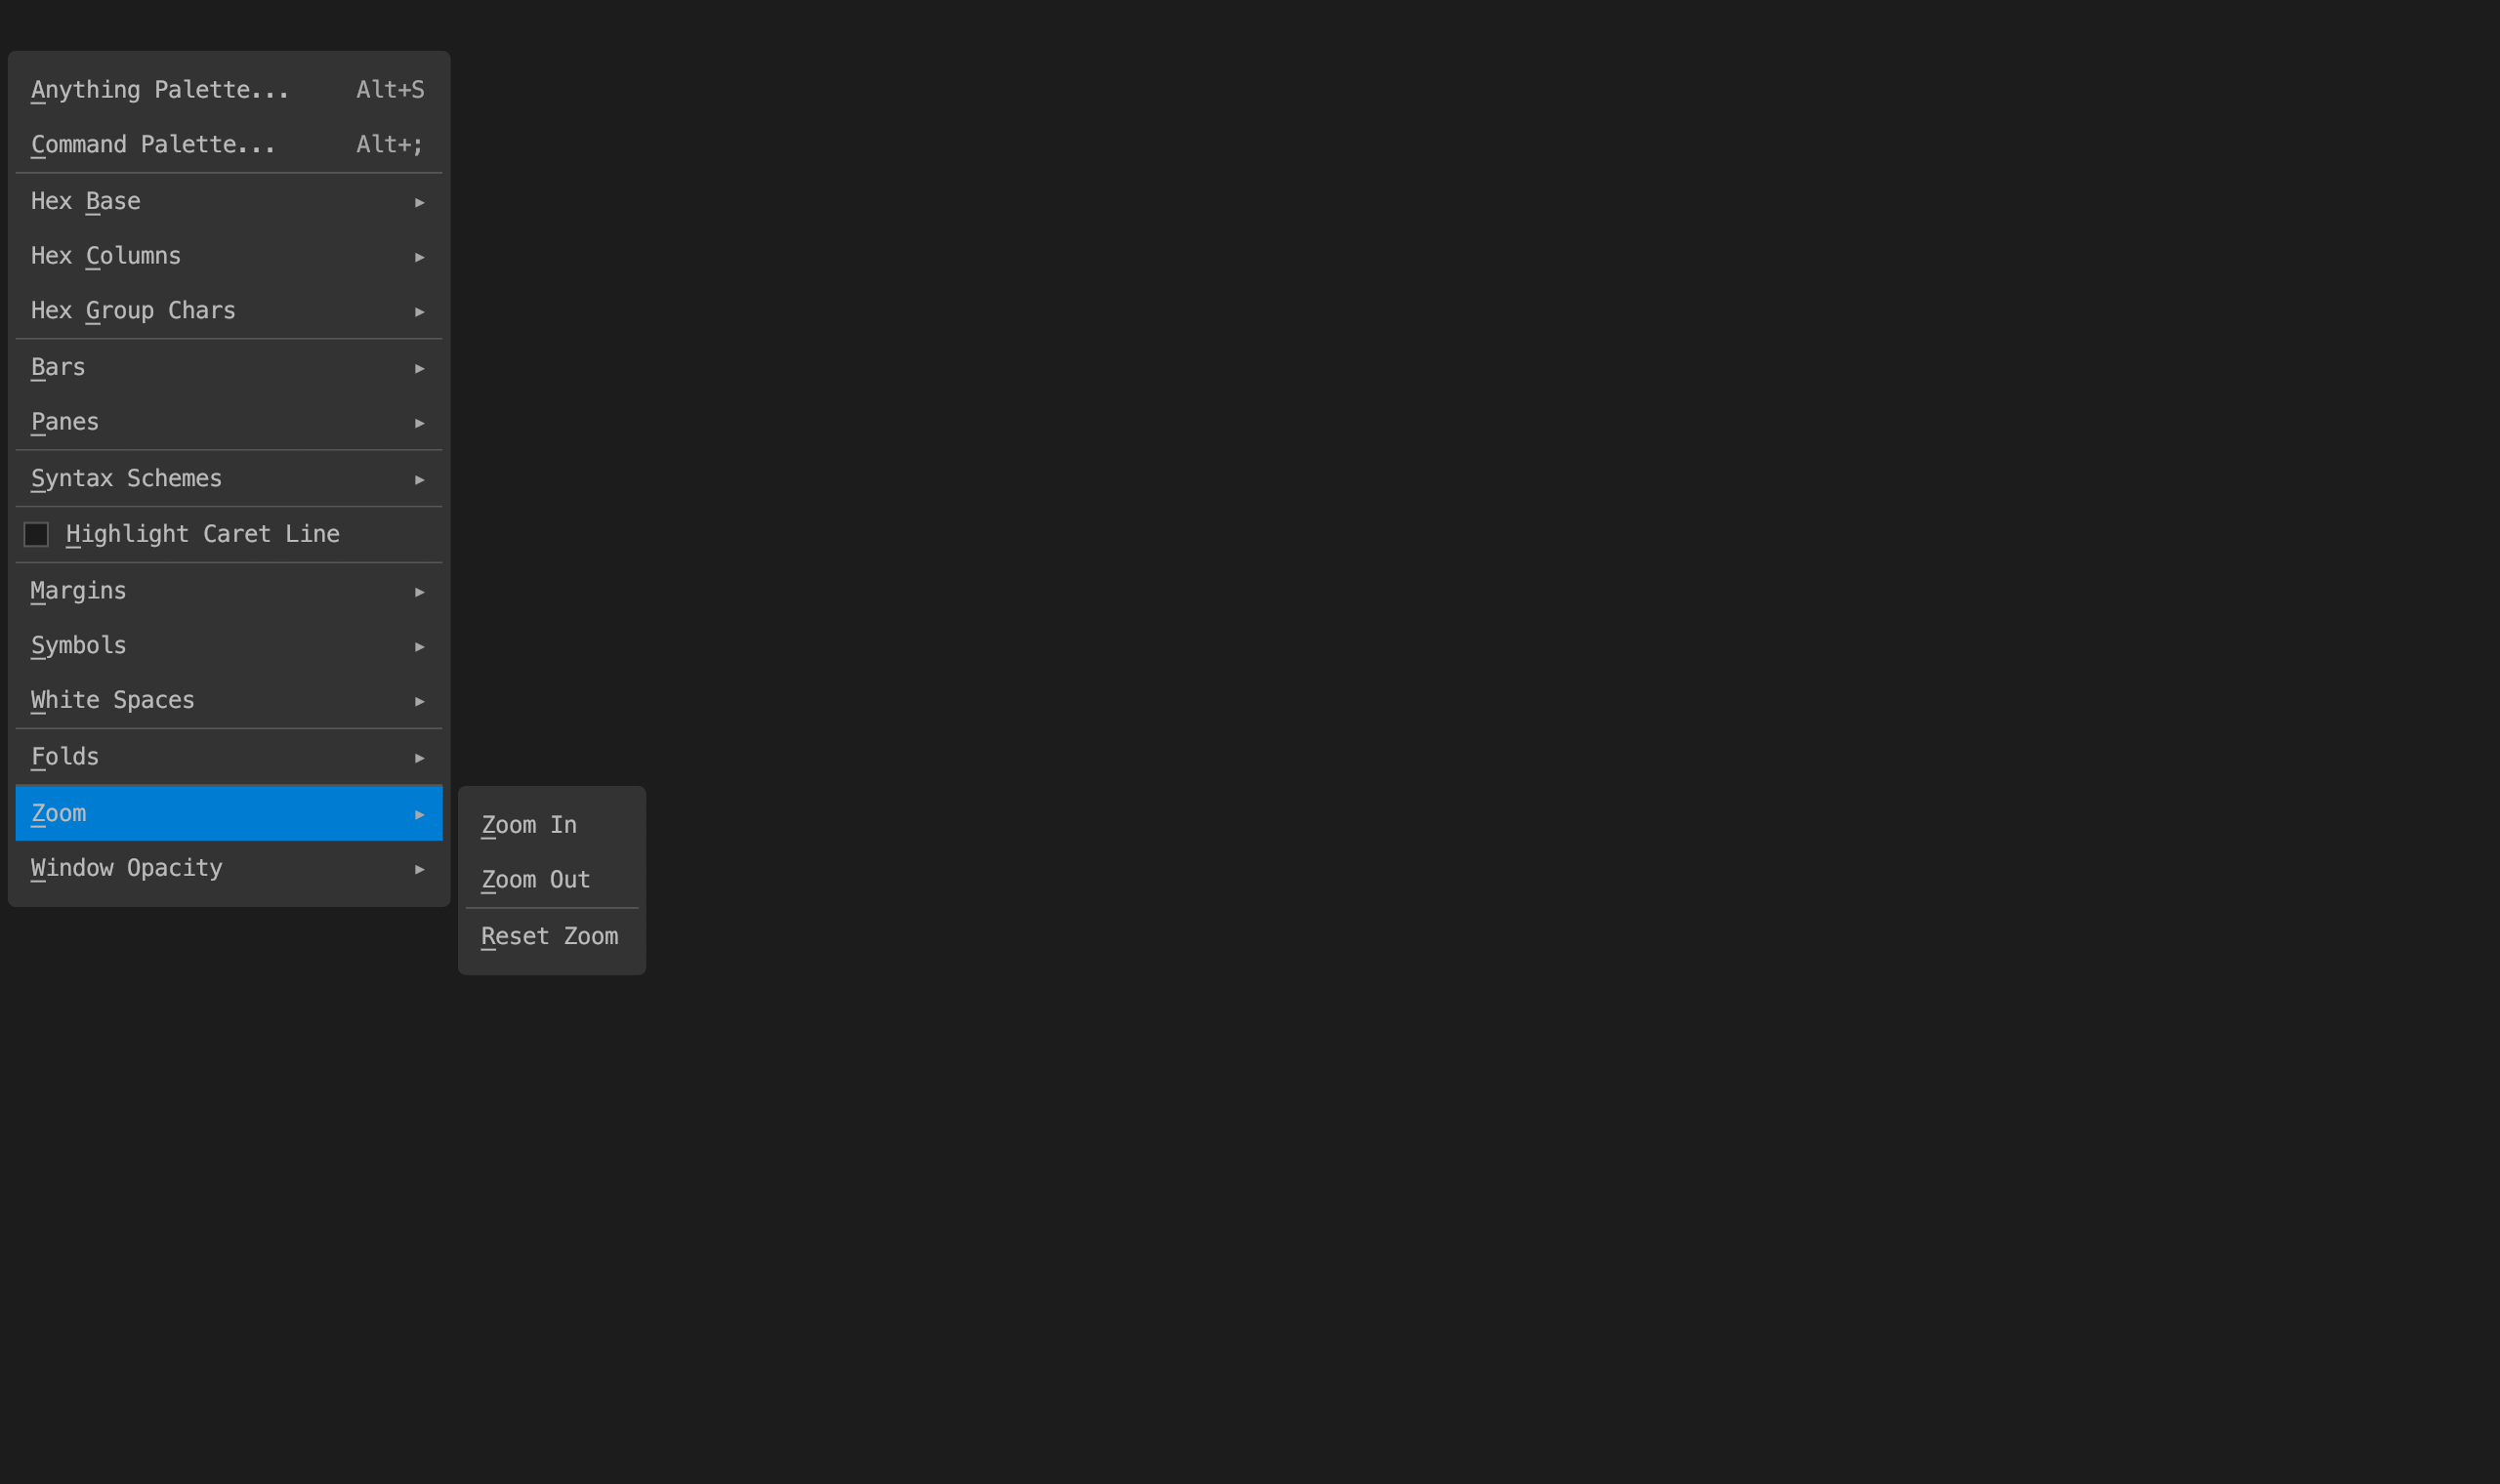 Anything Palette... Alt+S
Command Palette... Alt+;
Hex Base
Hex Columns
Hex Group Chars
Bars
Panes
Syntax Schemes
Highlight Caret Line
Margins
Symbols
White Spaces
Folds
Zoom
Window Opacity
Zoom In
Zoom Out
Reset Zoom